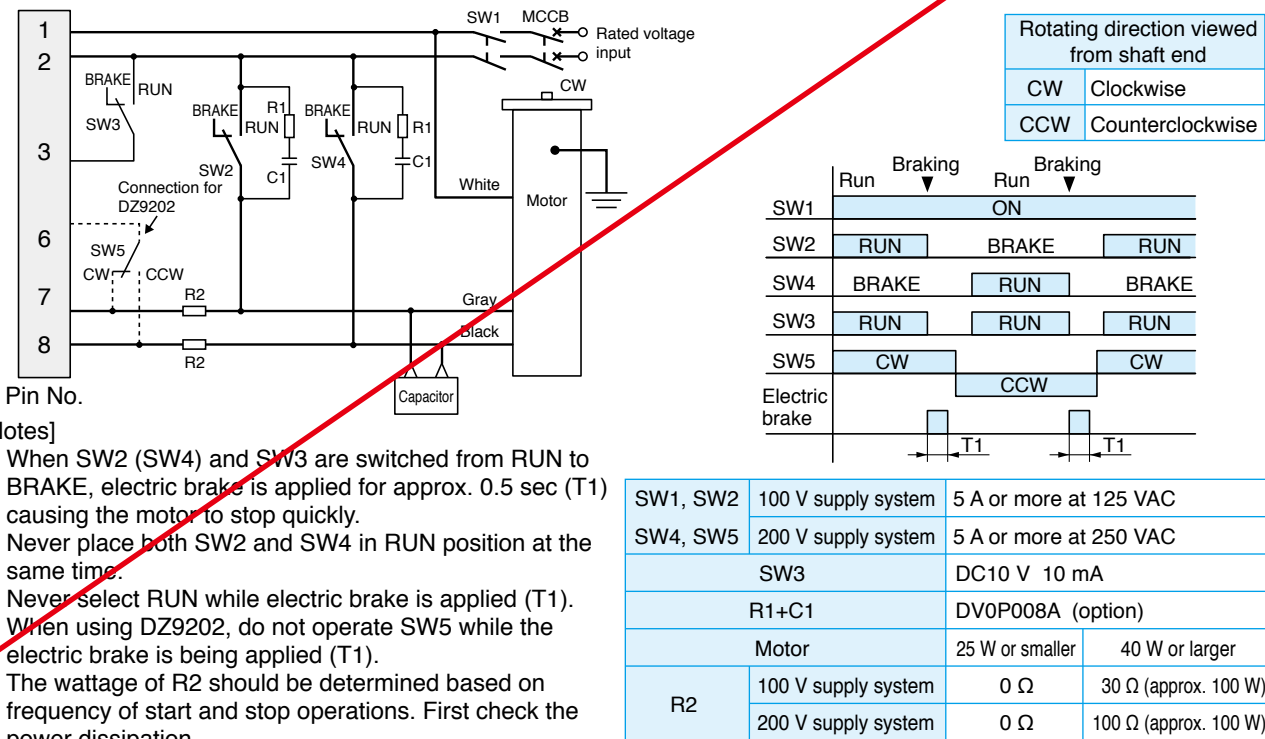 SW1 MCCB
1
Rated voltage
input
2
BRAKE
RUN
SW3
BRAKE
RUN
R1
SW2
C1
BRAKE
RUN
R1
SW4
C1
CW
3
Connection for
DZ9202
White
Motor
6
SW5
CW
CCW
7
R2
Gray
8
R2
Black
Capacitor
Pin No.
Rotating direction viewed
from shaft end
CW Clockwise
CCW Counterclockwise
Braking Braking
Run Run
SW1 ON
SW2 RUN BRAKE RUN
SW4 BRAKE RUN BRAKE
SW3 RUN RUN RUN
SW5 CW CCW CW
Electric
brake
T1 T1
otes]
When SW2 (SW4) and SW3 are switched from RUN to
BRAKE, electric brake is applied for approx. 0.5 sec (T1)
causing the motor to stop quickly.
Never place both SW2 and SW4 in RUN position at the
same time.
Never select RUN while electric brake is applied (T1).
When using DZ9202, do not operate SW5 while the
electric brake is being applied (T1).
The wattage of R2 should be determined based on
frequency of start and stop operations. First check the
power dissipation
SW1, SW2 100 V supply system 5 A or more at 125 VAC
SW4, SW5 200 V supply system 5 A or more at 250 VAC
SW3 DC10 V 10 mA
R1+C1 DV0P008A (option)
Motor 25 W or smaller 40 W or larger
R2
100 V supply system 0 Ω 30 Ω (approx. 100 W)
200 V supply system 0 Ω 100 Ω (approx. 100 W)